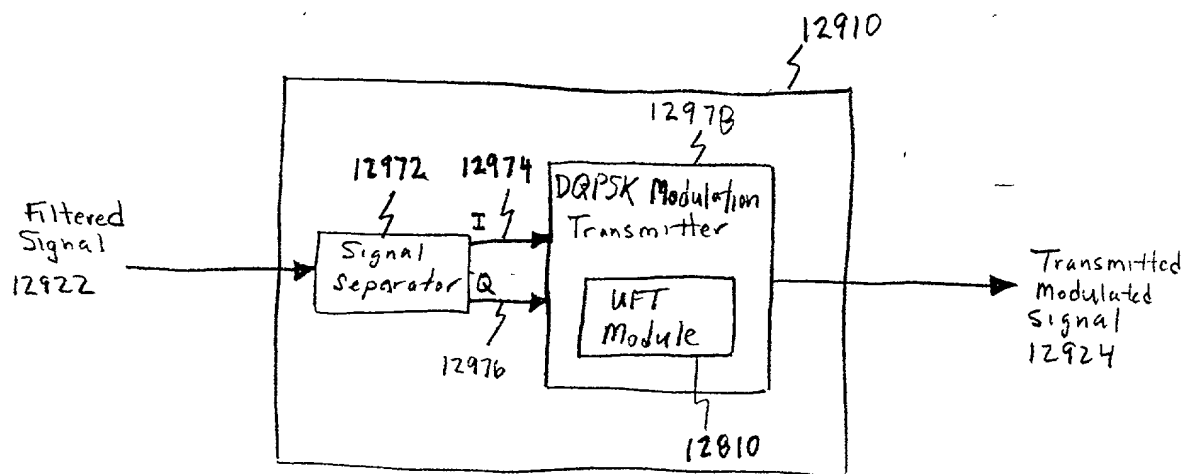 12910
12978
12972
12974
DQPSK Modulation
Transmitter
Filtered
Signal
12922
I
Signal
Separator
Q
UFT
Module
Transmitted
Modulated
Signal
12924
12976
12810